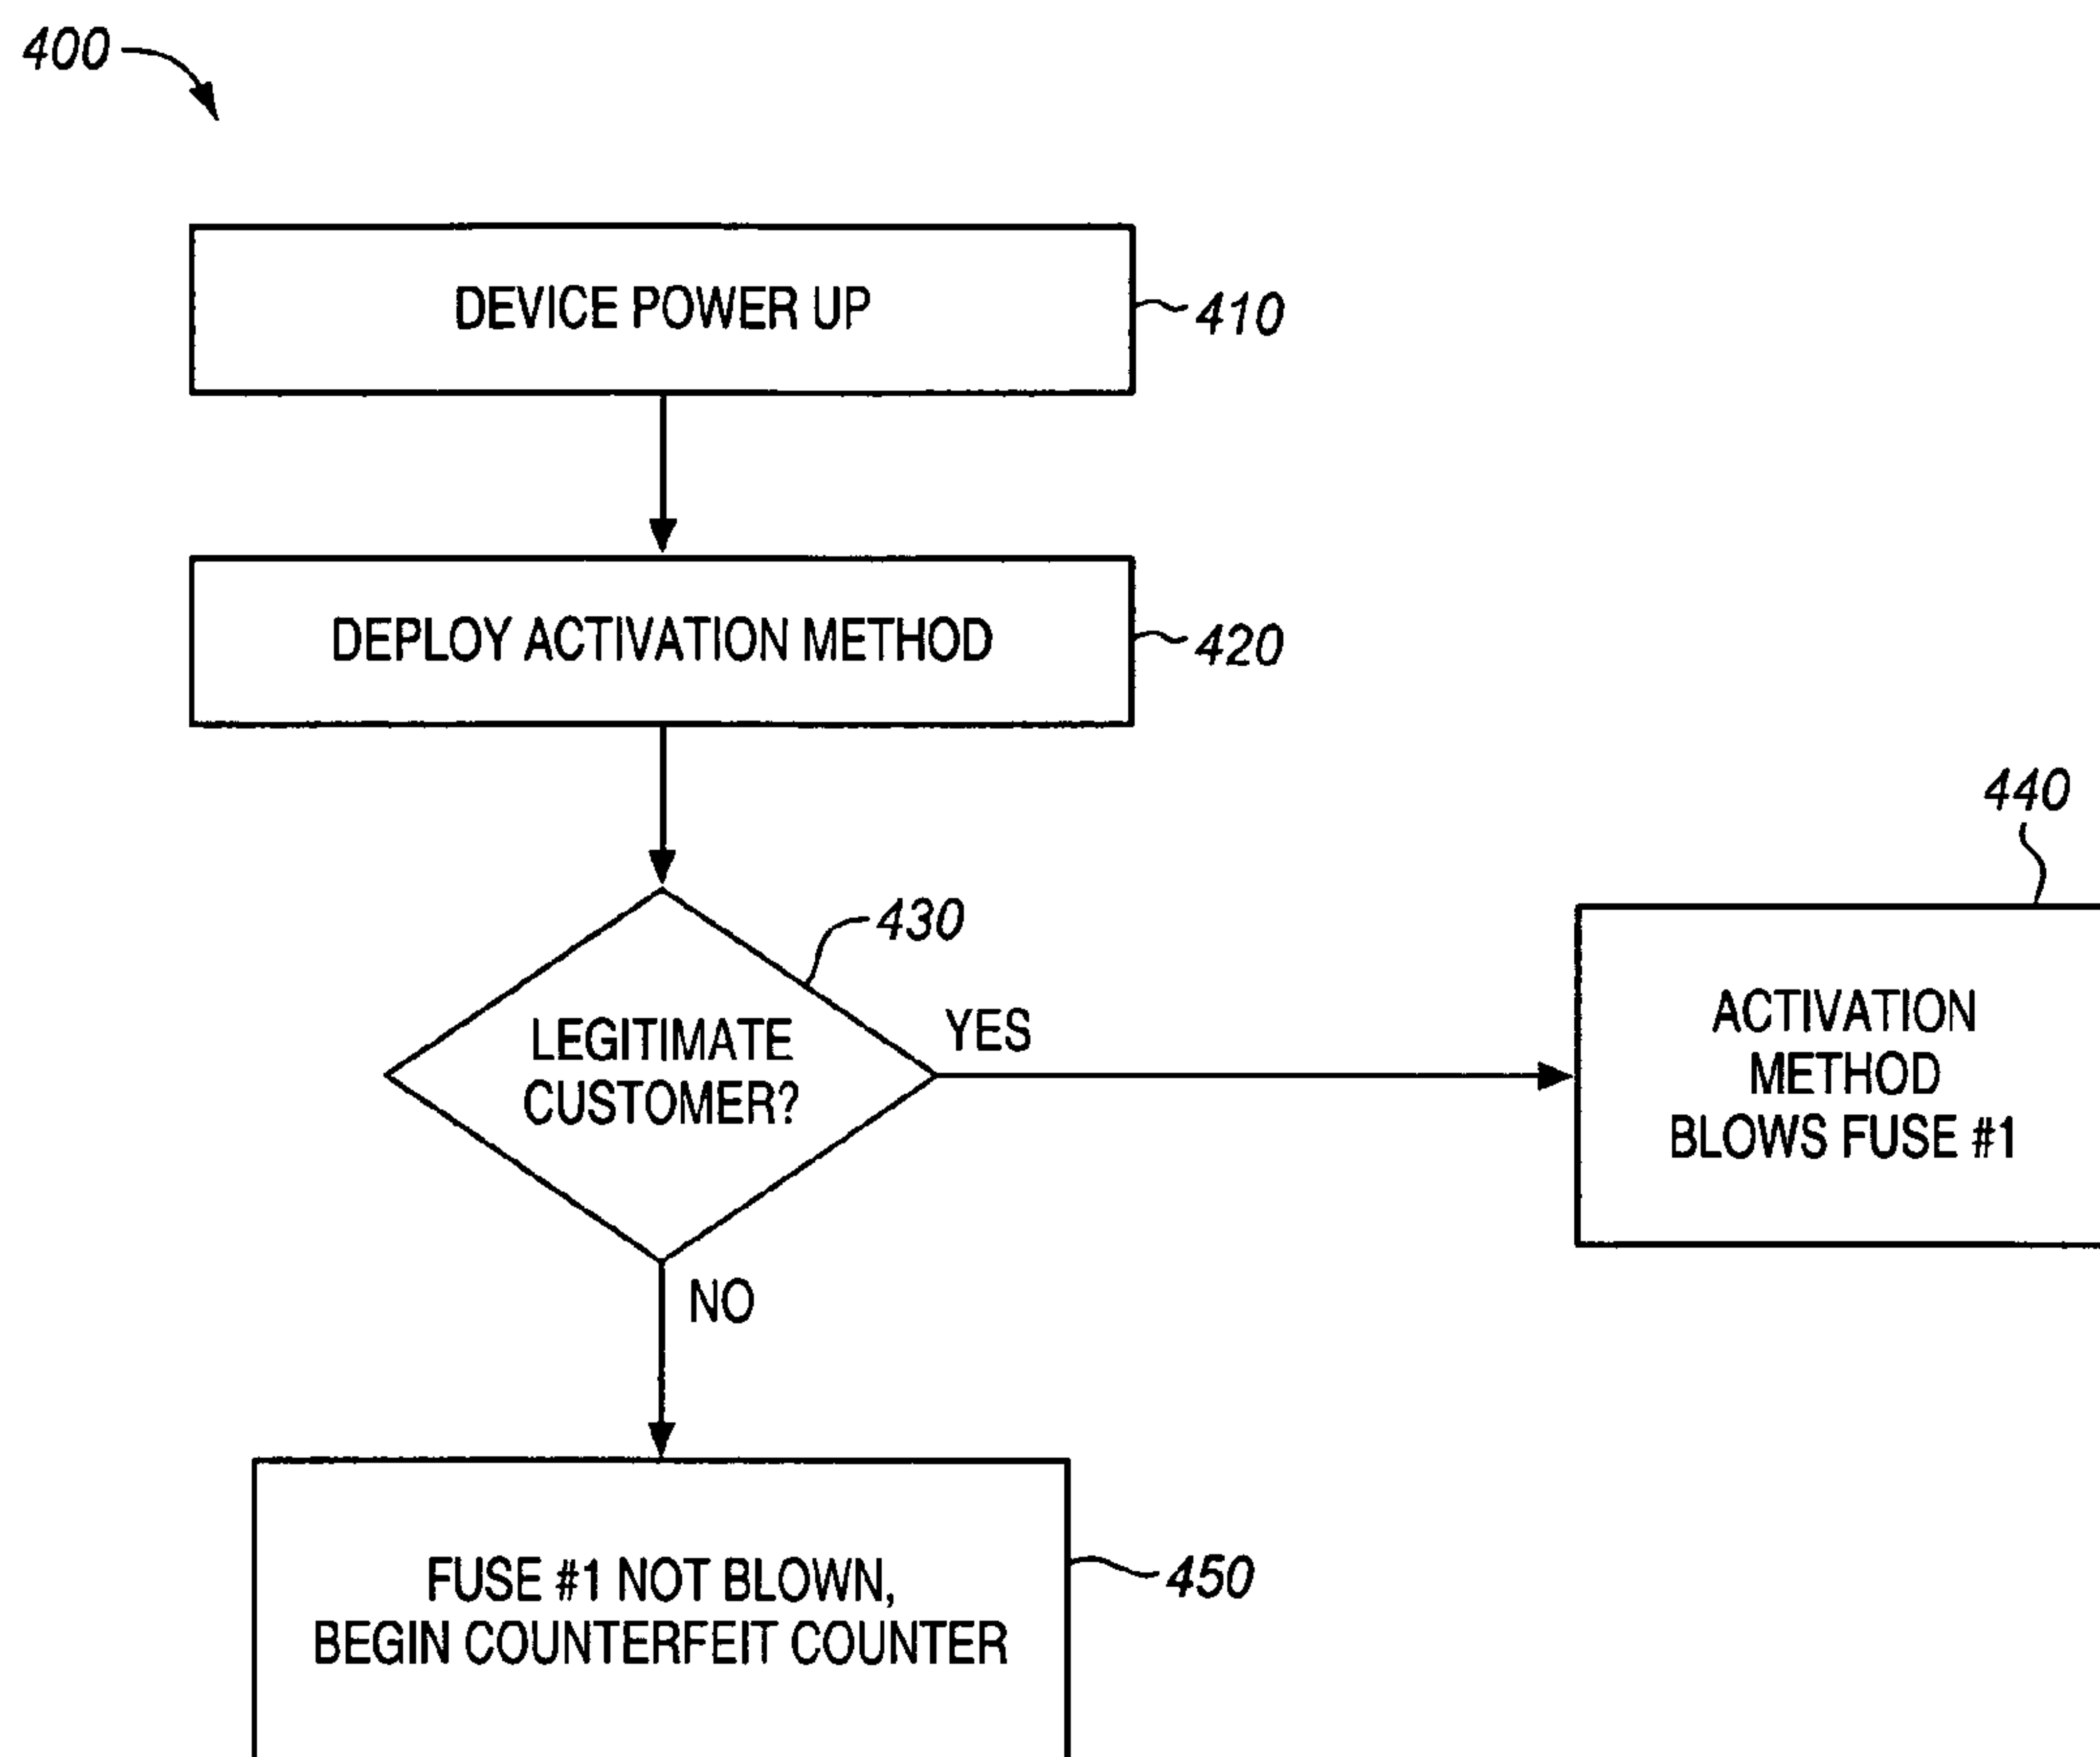 400
DEVICE POWER UP
410
DEPLOY ACTIVATION METHOD
420
440
430
LEGITIMATE
CUSTOMER?
YES
ACTIVATION
METHOD
BLOWS FUSE #1
NO
FUSE #1 NOT BLOWN,
BEGIN COUNTERFEIT COUNTER
450